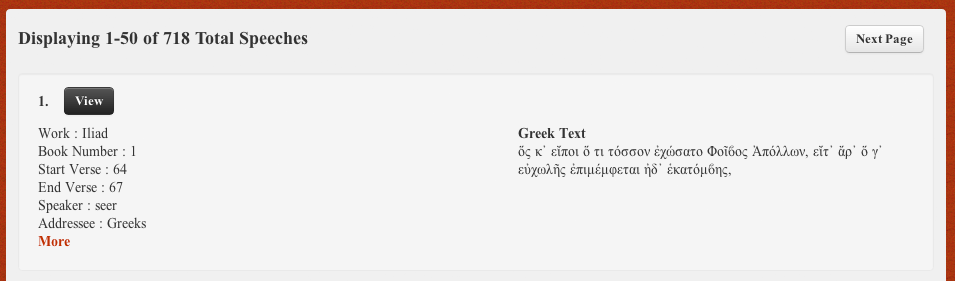 Displaying 1-50 of 718 Total Speeches
Next Page
1.
View
Work : Iliad
Book Number : 1
Start Verse : 64
End Verse : 67
Speaker : seer
Addressee : Greeks
More
Greek Text
ὅς κ᾽ εἴποι ὅ τι τόσσον ἐχώσατο Φοῖϐος Ἀπόλλων, εἴτ᾽ ἄρ᾽ ὅ γ᾽
εὐχωλῆς ἐπιμέμφεται ἠδ᾽ ἑκατόμϐης,